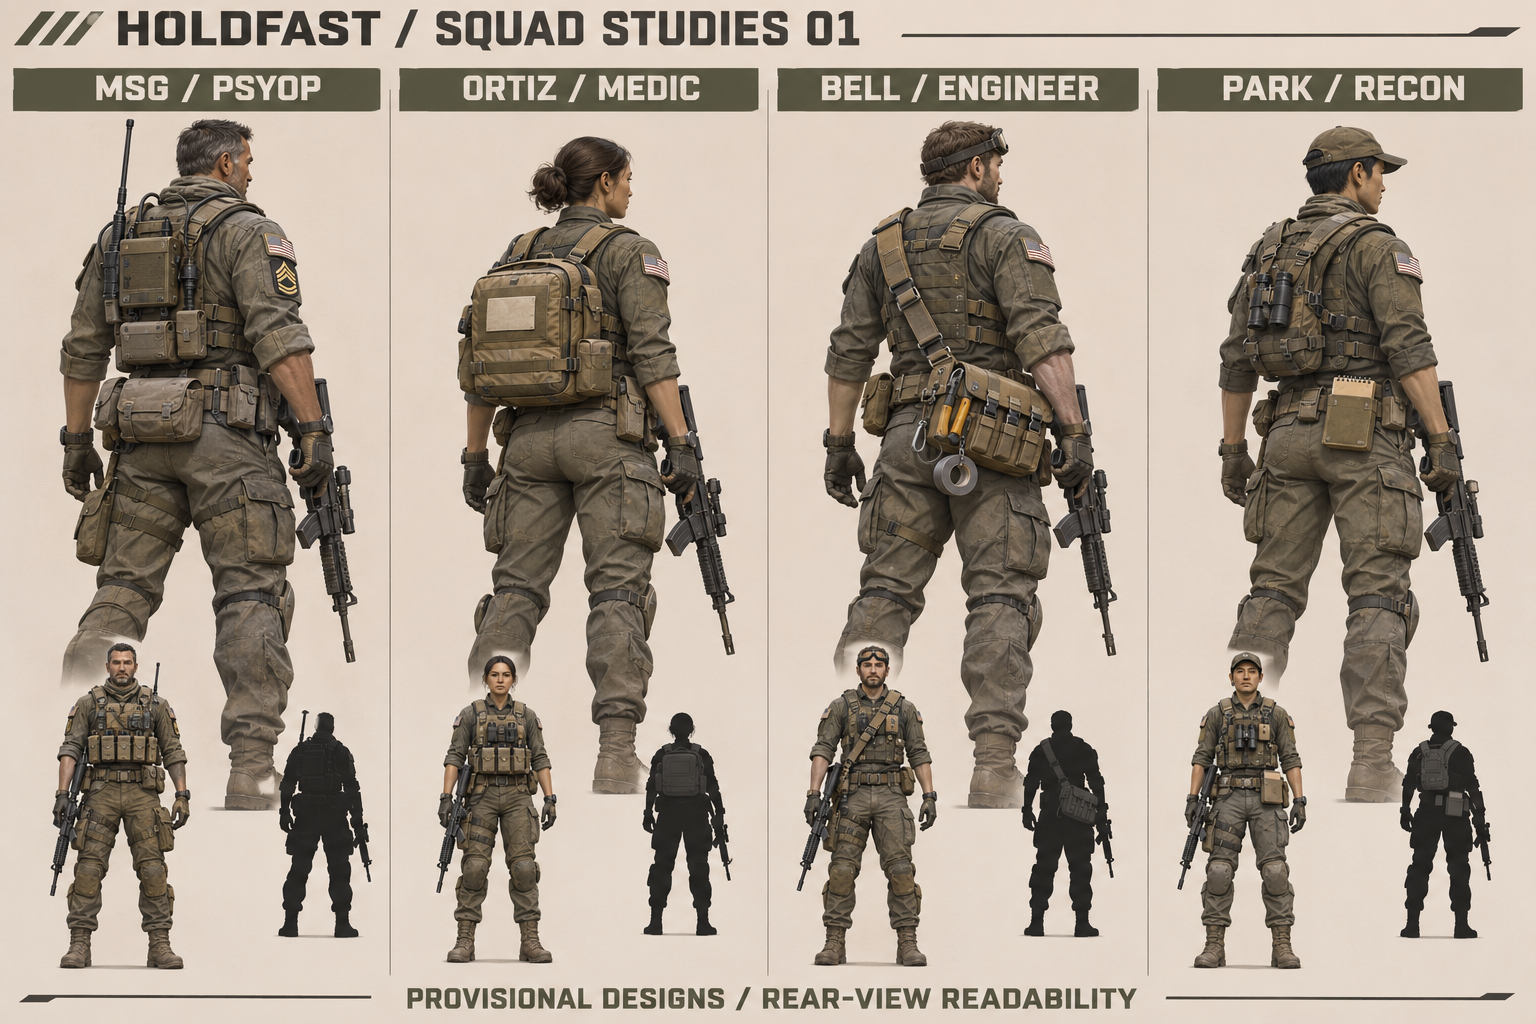 HOLDFAST / SQUAD STUDIES 01
MSG / PSYOP
ORTIZ / MEDIC
BELL / ENGINEER
PARK / RECON
PROVISIONAL DESIGNS / REAR-VIEW READABILITY